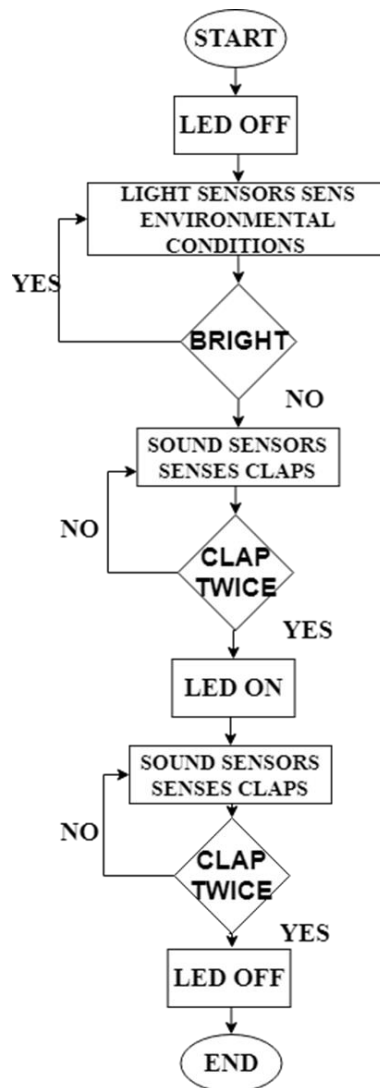 START
LED OFF
LIGHT SENSORS SENS
ENVIRONMENTAL
CONDITIONS
YES
BRIGHT
NO
SOUND SENSORS
SENSES CLAPS
NO
CLAP
TWICE
YES
LED ON
SOUND SENSORS
SENSES CLAPS
NO
CLAP
TWICE
YES
LED OFF
END